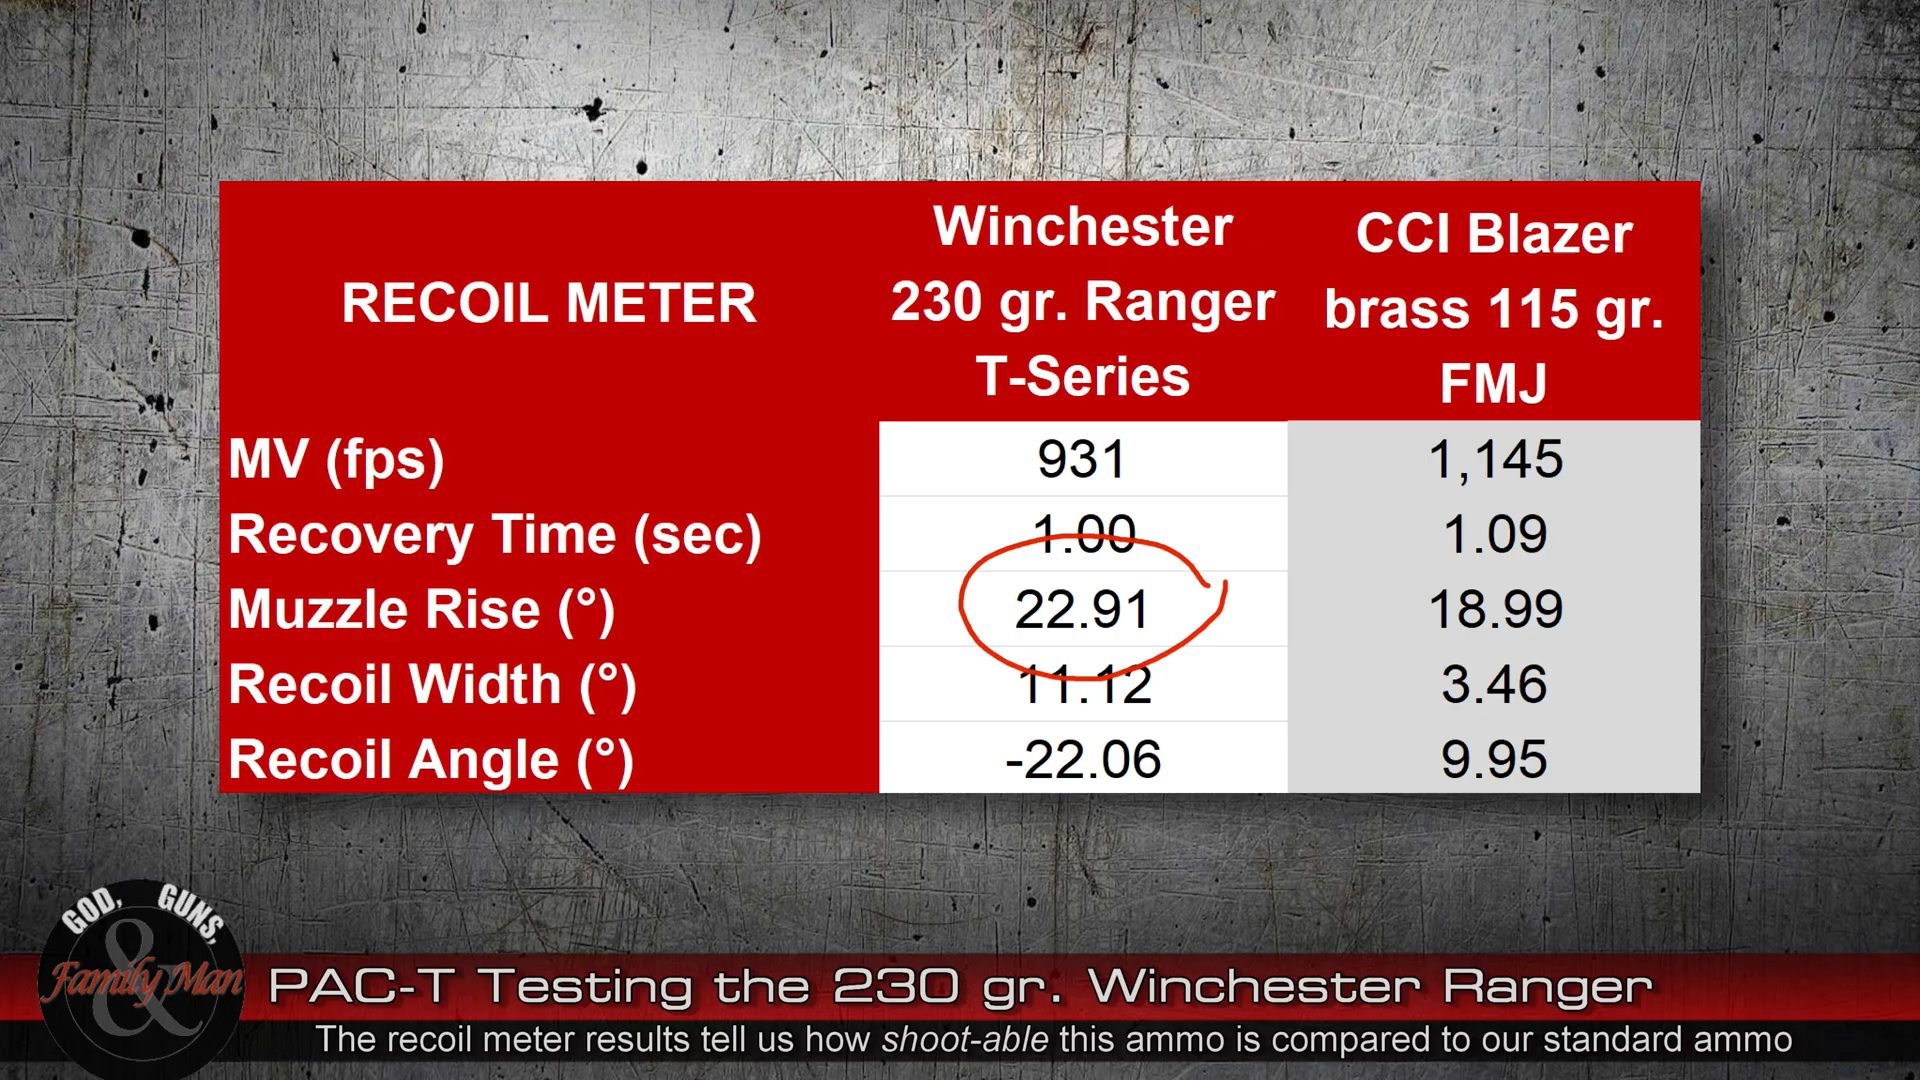 RECOIL METER
Winchester
230 gr. Ranger
T-Series
CCI Blazer
brass 115 gr.
FMJ
MV (fps) 931 1,145
Recovery Time (sec) 1.00 1.09
Muzzle Rise (°) 22.91 18.99
Recoil Width (°) 11.12 3.46
Recoil Angle (°) -22.06 9.95
GOD, GUNS,
&
Family Man
PAC-T Testing the 230 gr. Winchester Ranger
The recoil meter results tell us how shoot-able this ammo is compared to our standard ammo